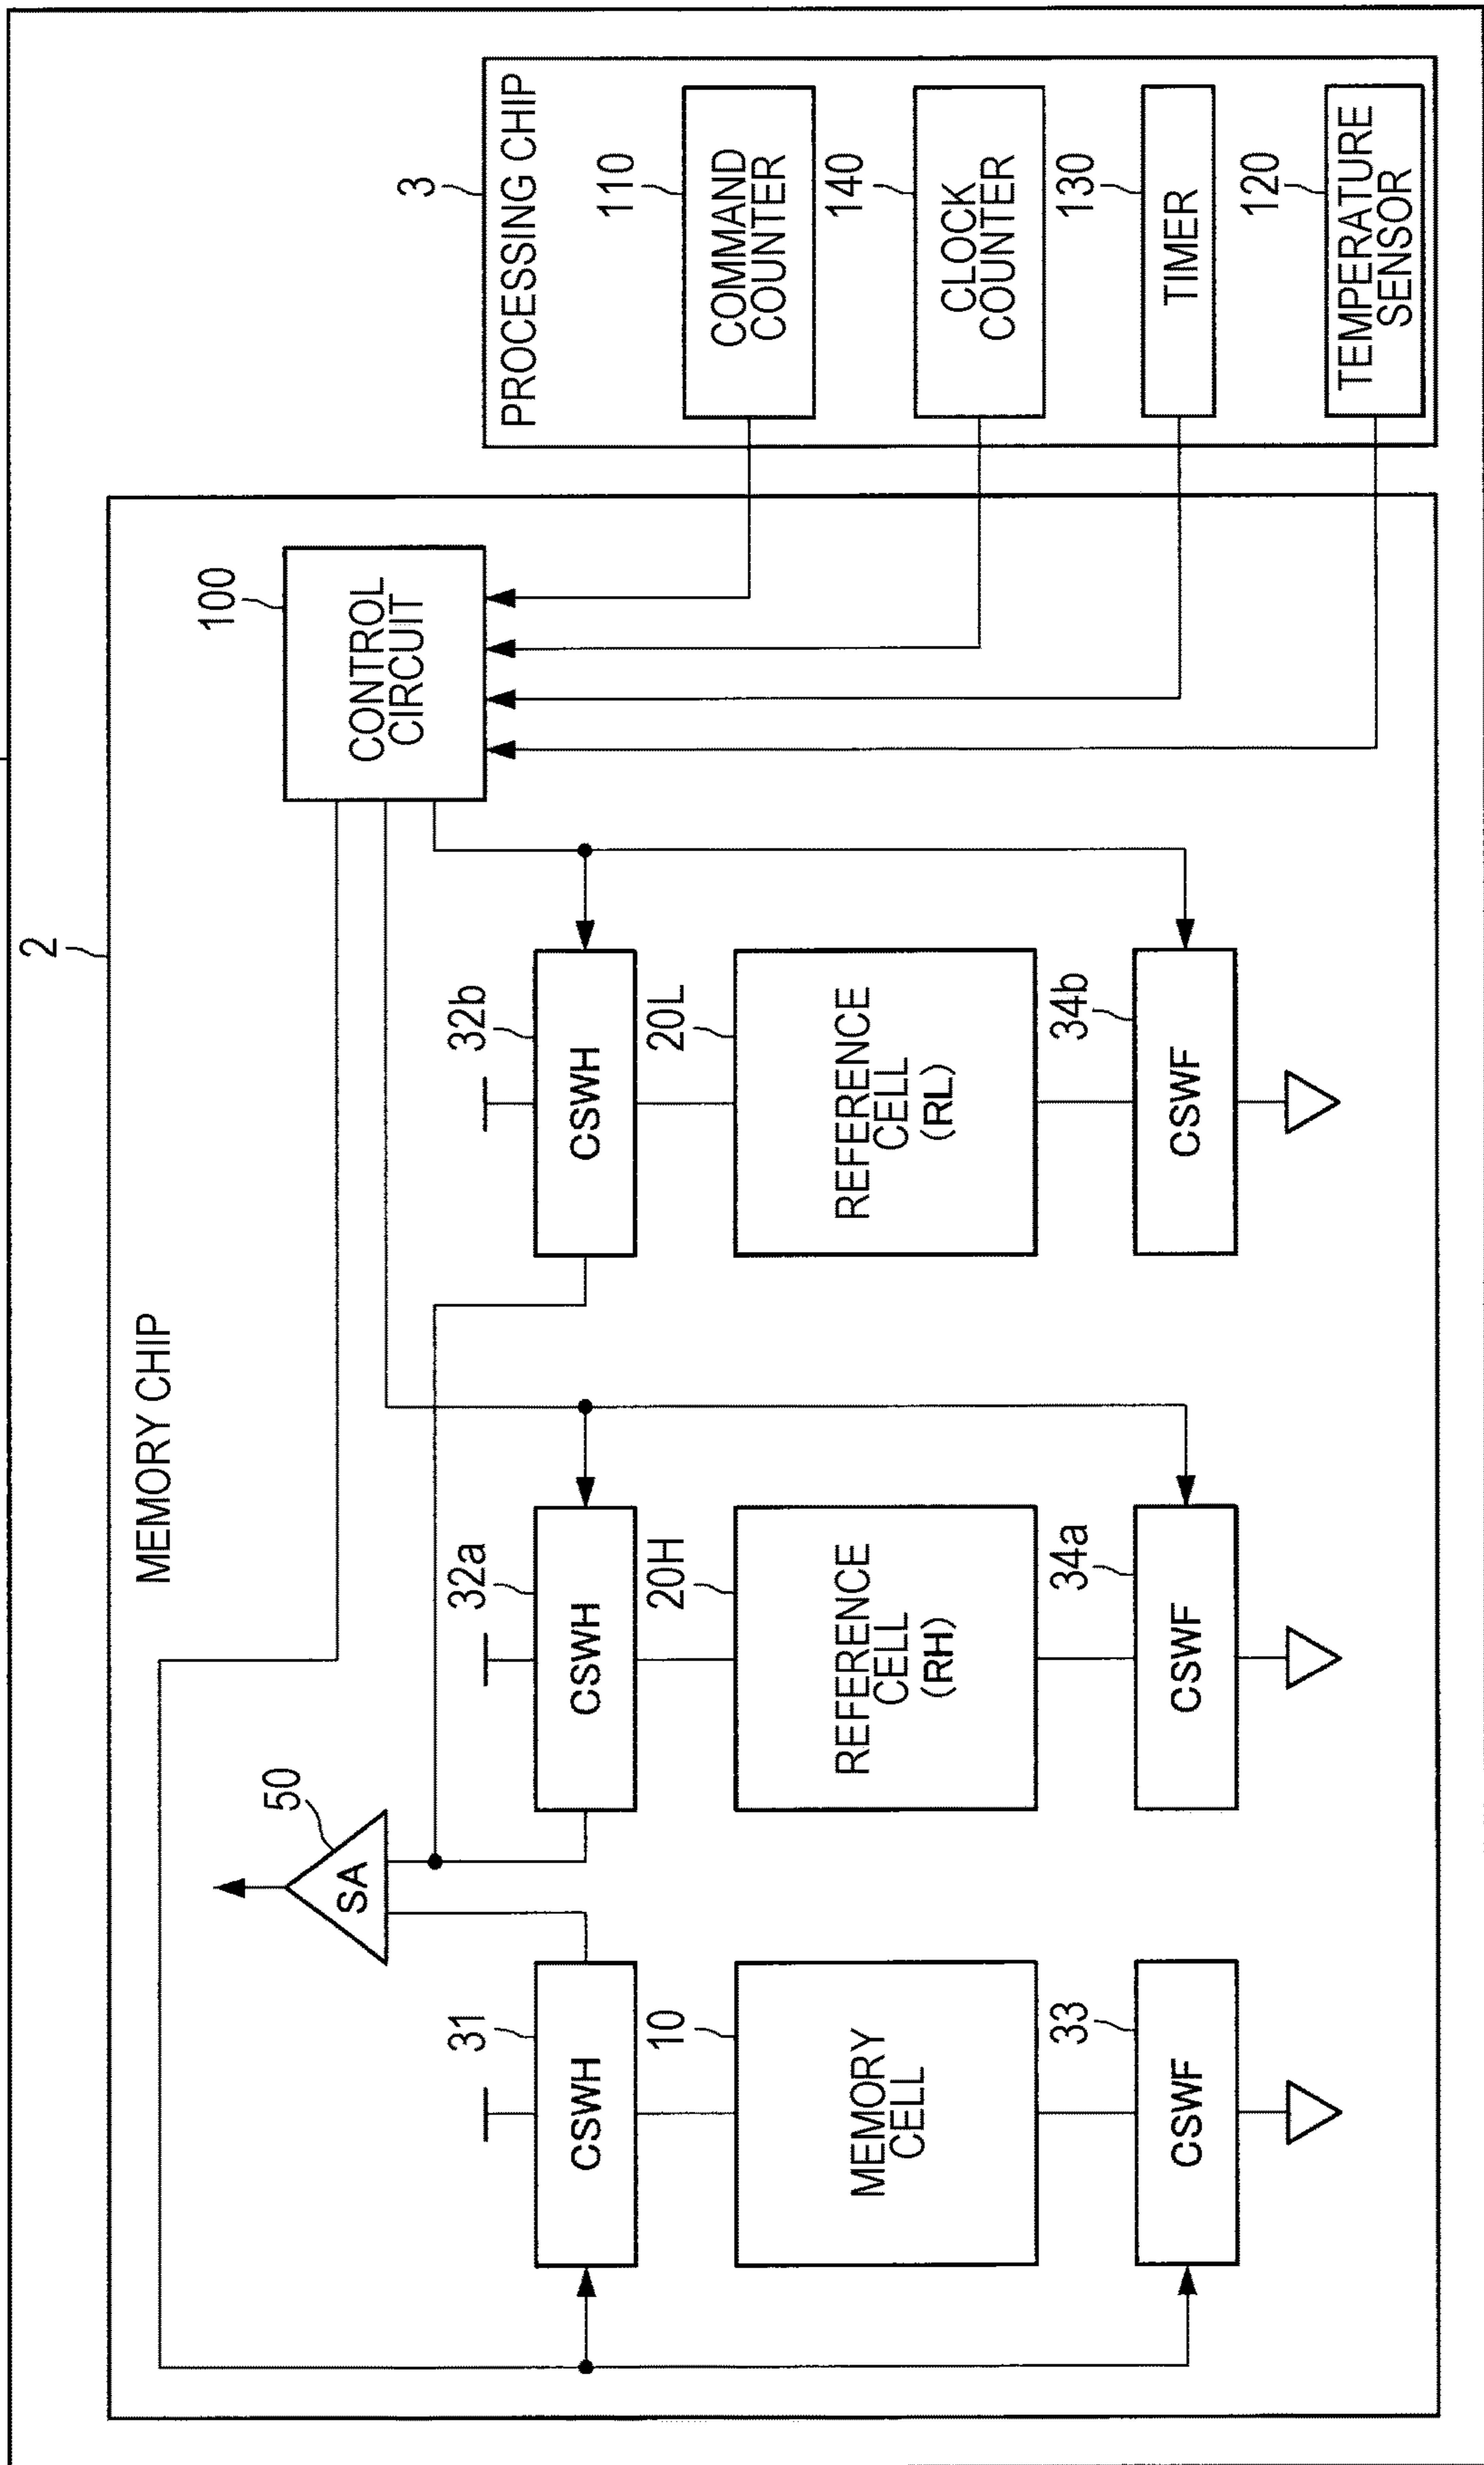 2
MEMORY CHIP
50
SA
100
CONTROL
CIRCUIT
31
CSWH
32a
CSWH
32b
CSWH
10
MEMORY
CELL
20H
REFERENCE
CELL
(RH)
20L
REFERENCE
CELL
(RL)
33
CSWF
34a
CSWF
34b
CSWF
3
PROCESSING CHIP
110
COMMAND
COUNTER
140
CLOCK
COUNTER
130
TIMER
120
TEMPERATURE
SENSOR